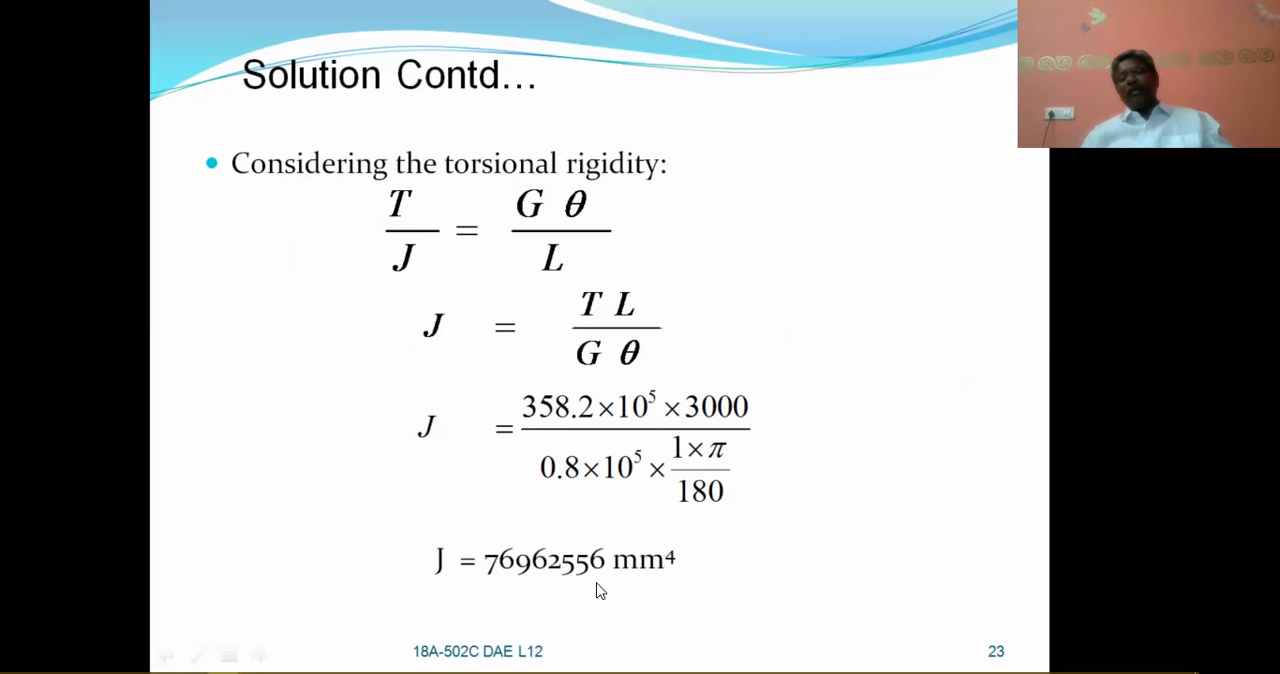 Solution Contd…
• Considering the torsional rigidity:
T / J = G θ / L
J = T L / G θ
J = 358.2×10⁵ ×3000 / 0.8×10⁵ × 1×π / 180
J = 76962556 mm⁴
18A-502C DAE L12
23